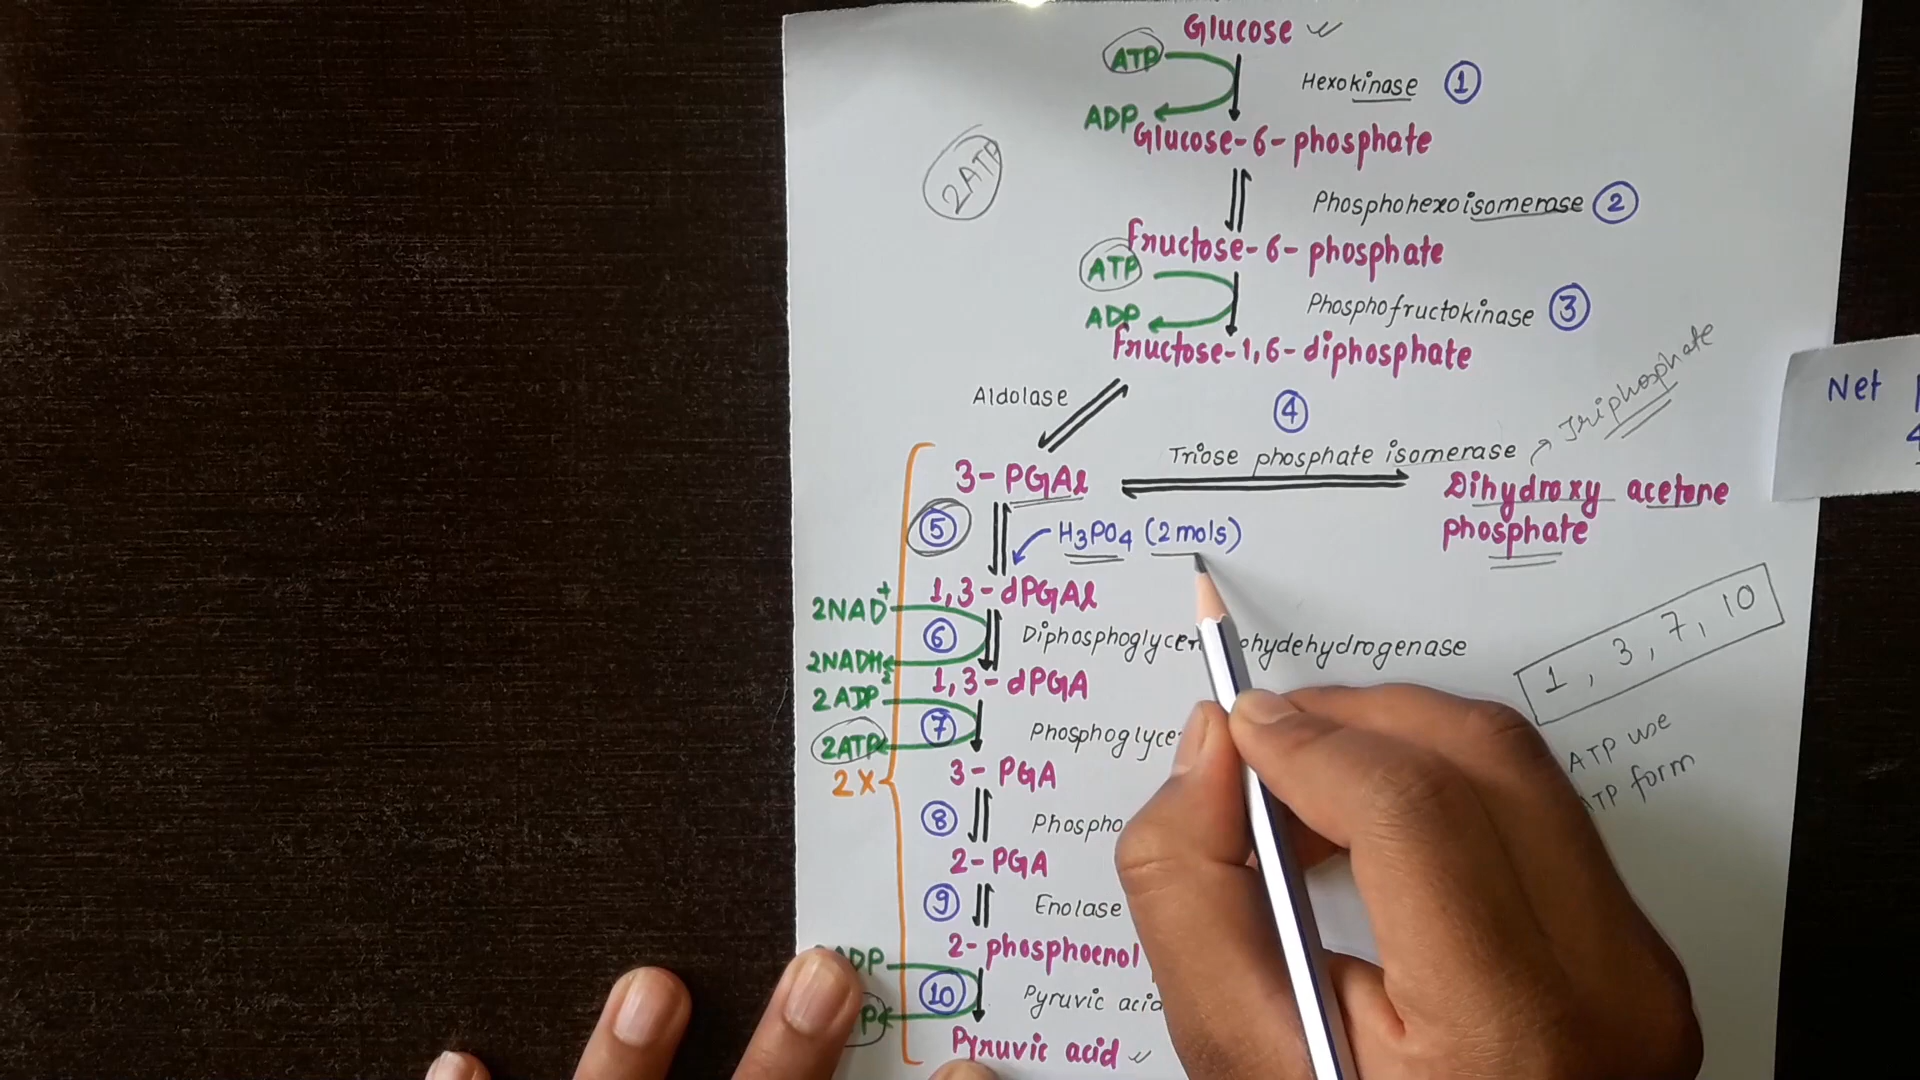 Glucose
ATP
Hexokinase 1
ADP
Glucose-6-phosphate
2ATP
Phosphohexoisomerase 2
Fructose-6-phosphate
ATP
Phosphofructokinase 3
ADP
Fructose-1,6-diphosphate
Aldolase
4
Triphosphate
Net
Triose phosphate isomerase
3-PGAl
Dihydroxy acetone
phosphate
5
H3PO4 (2 mols)
1,3-dPGAl
2NAD+
6
2NADH2
1,3-dPGA
2 ADP
7
2ATP
3-PGA
2X
8
2-PGA
9
Enolase
2-phosphoenol
10
Pyruvic acid
Pyruvic acid
1, 3, 7, 10
ATP use
form